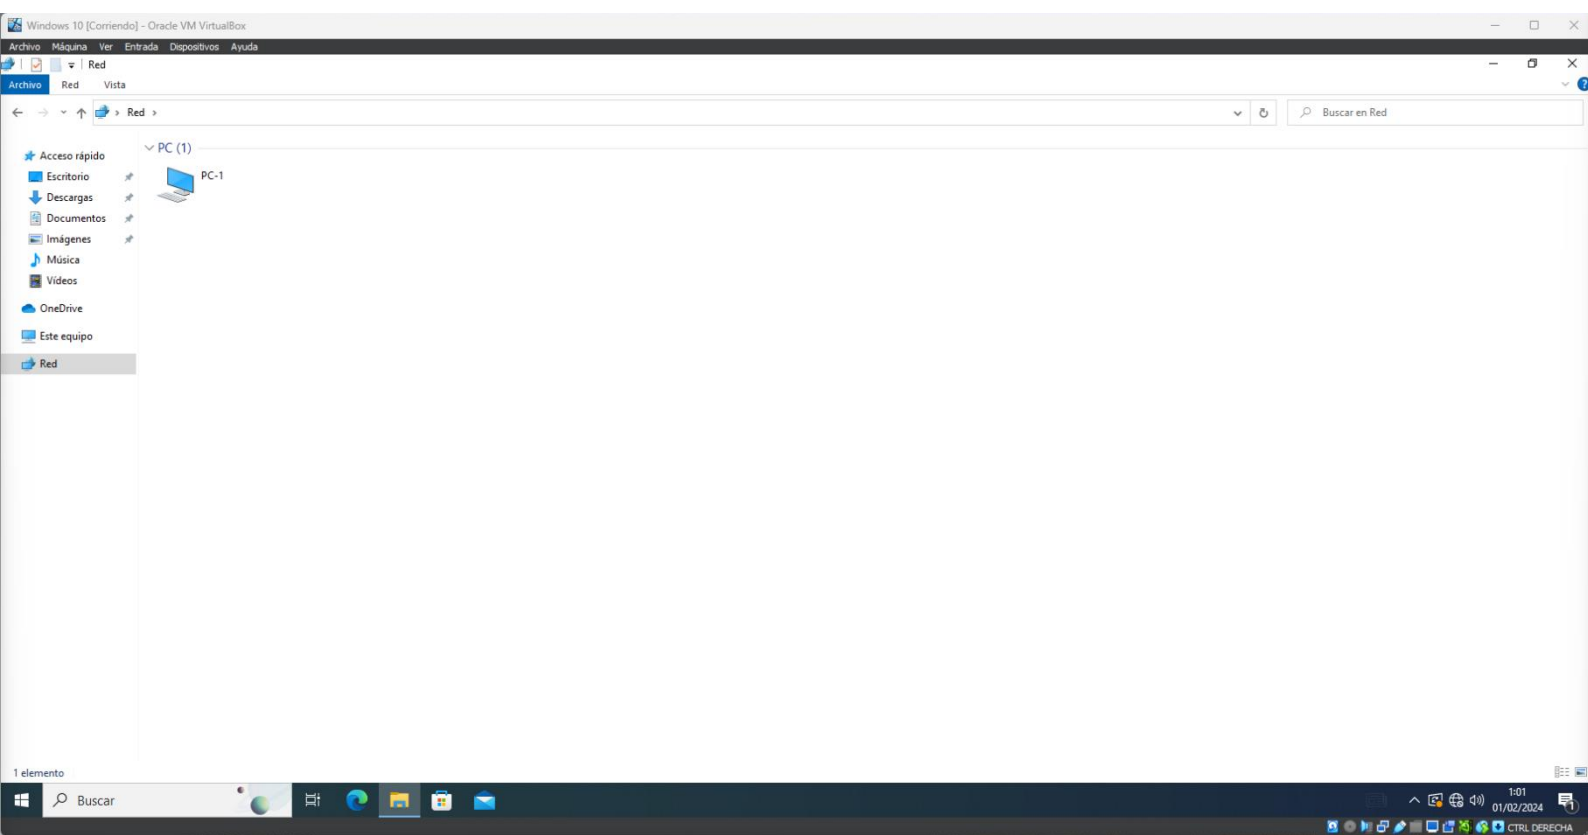 Windows 10 [Corriendo] - Oracle VM VirtualBox
Archivo Máquina Ver Entrada Dispositivos Ayuda
Red
Archivo Red Vista
Red
Buscar en Red
Acceso rápido
Escritorio
Descargas
Documentos
Imágenes
Música
Vídeos
OneDrive
Este equipo
Red
PC (1)
PC-1
1 elemento
Buscar
1:01
01/02/2024
1
CTRL DERECHA